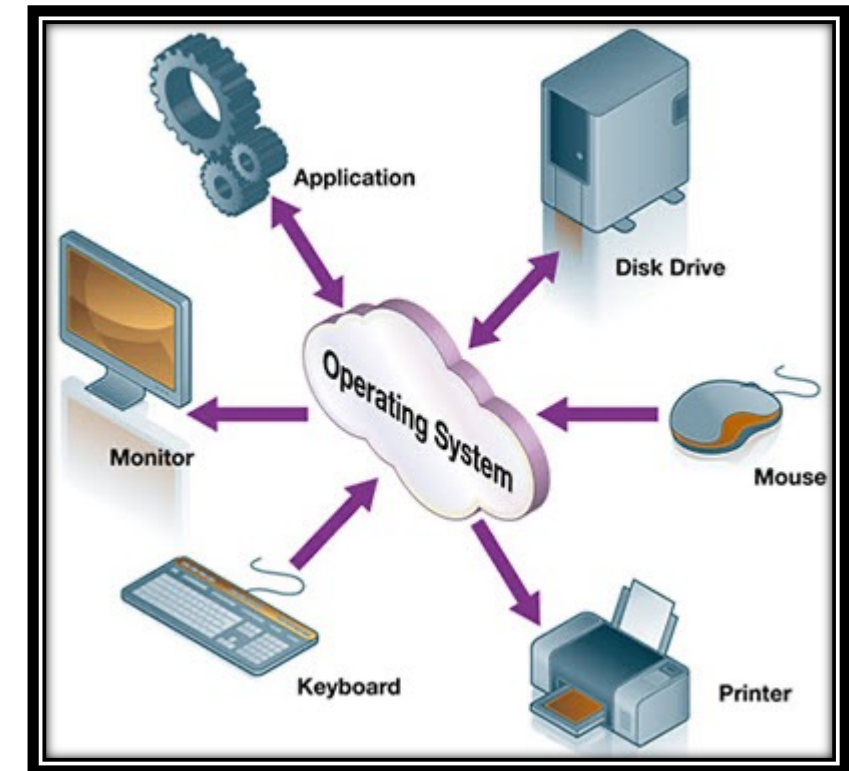 Application
Disk Drive
Operating System
Monitor
Mouse
Keyboard
Printer